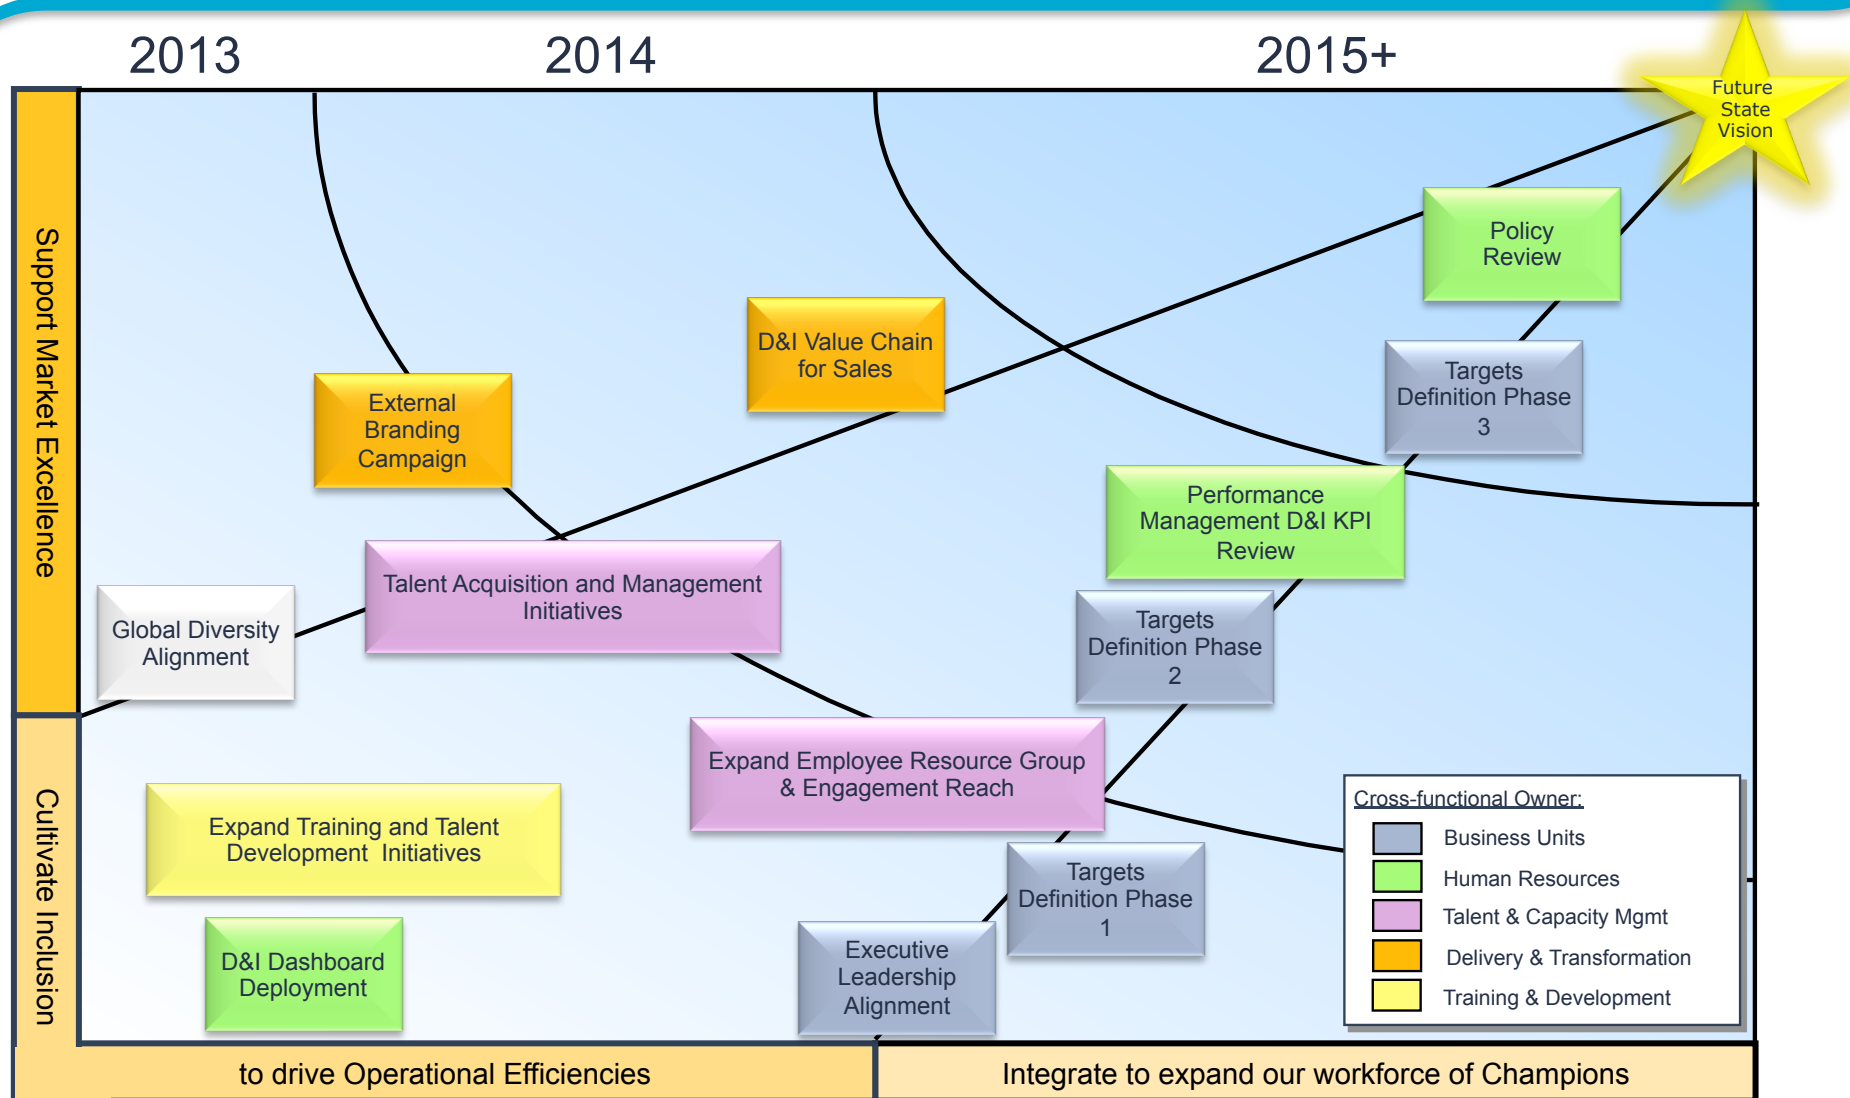 2013
2014
2015+
Future
State
Vision
Support Market Excellence
Policy
Review
D&I Value Chain
for Sales
Targets
Definition Phase
3
External
Branding
Campaign
Performance
Management D&I KPI
Review
Talent Acquisition and Management
Initiatives
Global Diversity
Alignment
Targets
Definition Phase
2
Cultivate Inclusion
Expand Employee Resource Group
& Engagement Reach
Expand Training and Talent
Development Initiatives
Targets
Definition Phase
1
D&I Dashboard
Deployment
Executive
Leadership
Alignment
Cross-functional Owner:
Business Units
Human Resources
Talent & Capacity Mgmt
Delivery & Transformation
Training & Development
to drive Operational Efficiencies
Integrate to expand our workforce of Champions